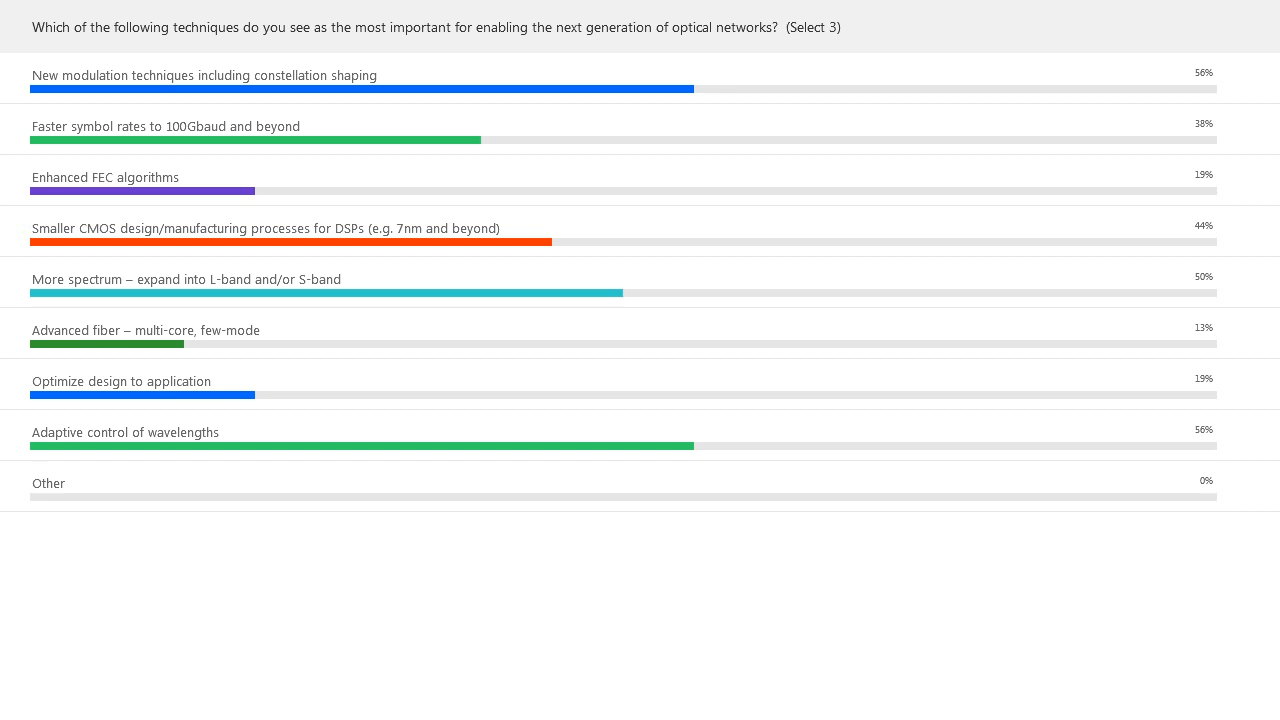 Which of the following techniques do you see as the most important for enabling the next generation of optical networks?  (Select 3)
New modulation techniques including constellation shaping 56%
Faster symbol rates to 100Gbaud and beyond 38%
Enhanced FEC algorithms 19%
Smaller CMOS design/manufacturing processes for DSPs (e.g. 7nm and beyond) 44%
More spectrum – expand into L-band and/or S-band 50%
Advanced fiber – multi-core, few-mode 13%
Optimize design to application 19%
Adaptive control of wavelengths 56%
Other 0%